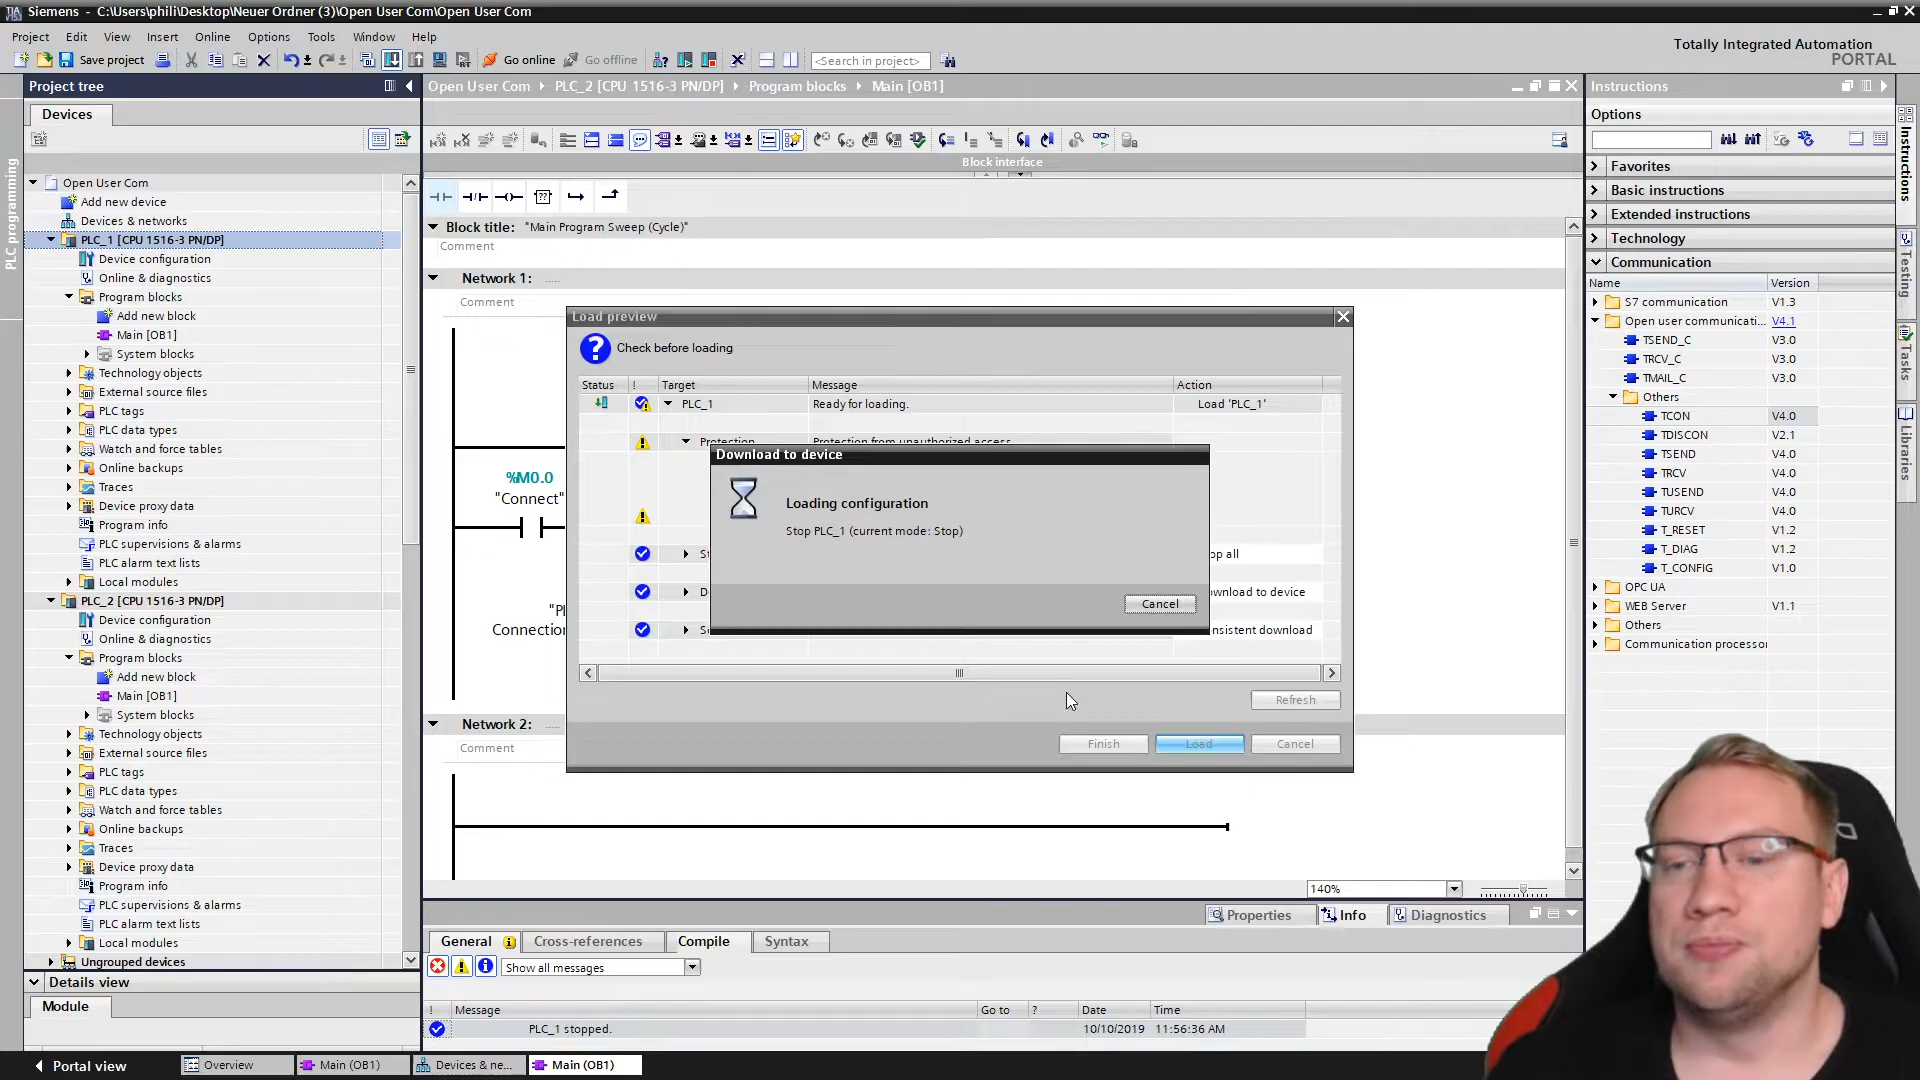 Siemens - C:\Users\phili\Desktop\Neuer Ordner (3)\Open User Com\Open User Com
Project Edit View Insert Online Options Tools Window Help
Save project
Go online
Go offline
<Search in project>
Totally Integrated Automation
PORTAL
Project tree
Devices
PLC programming
Open User Com
Add new device
Devices & networks
PLC_1 [CPU 1516-3 PN/DP]
Device configuration
Online & diagnostics
Program blocks
Add new block
Main [OB1]
System blocks
Technology objects
External source files
PLC tags
PLC data types
Watch and force tables
Online backups
Traces
Device proxy data
Program info
PLC supervisions & alarms
PLC alarm text lists
Local modules
PLC_2 [CPU 1516-3 PN/DP]
Device configuration
Online & diagnostics
Program blocks
Add new block
Main [OB1]
System blocks
Technology objects
External source files
PLC tags
PLC data types
Watch and force tables
Online backups
Traces
Device proxy data
Program info
PLC supervisions & alarms
PLC alarm text lists
Local modules
Ungrouped devices
Details view
Module
Open User Com PLC_2 [CPU 1516-3 PN/DP] Program blocks Main [OB1]
Block interface
Block title: "Main Program Sweep (Cycle)"
Comment
Network 1: .....
Comment
%M0.0
"Connect"
Network 2: .....
Comment
140%
Load preview
Check before loading
Status ! Target Message Action
PLC_1 Ready for loading. Load 'PLC_1'
Protection Protection from unauthorized access
Download to device
Loading configuration
Stop PLC_1 (current mode: Stop)
Cancel
Refresh
Finish Load Cancel
Properties Info Diagnostics
General Cross-references Compile Syntax
Show all messages
! Message Go to ? Date Time
PLC_1 stopped. 10/10/2019 11:56:36 AM
Instructions
Options
Favorites
Basic instructions
Extended instructions
Technology
Communication
Name Version
S7 communication V1.3
Open user communicati... V4.1
TSEND_C V3.0
TRCV_C V3.0
TMAIL_C V3.0
Others
TCON V4.0
TDISCON V2.1
TSEND V4.0
TRCV V4.0
TUSEND V4.0
TURCV V4.0
T_RESET V1.2
T_DIAG V1.2
T_CONFIG V1.0
OPC UA
WEB Server V1.1
Others
Communication processor
Instructions
Testing
Tasks
Libraries
Portal view
Overview
Main (OB1)
Devices & ne...
Main (OB1)